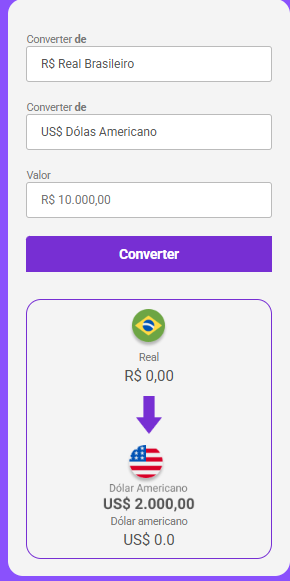 Converter de
R$ Real Brasileiro
Converter de
US$ Dólas Americano
Valor
R$ 10.000,00
Converter
Real
R$ 0,00
Dólar Americano
US$ 2.000,00
Dólar americano
US$ 0.0